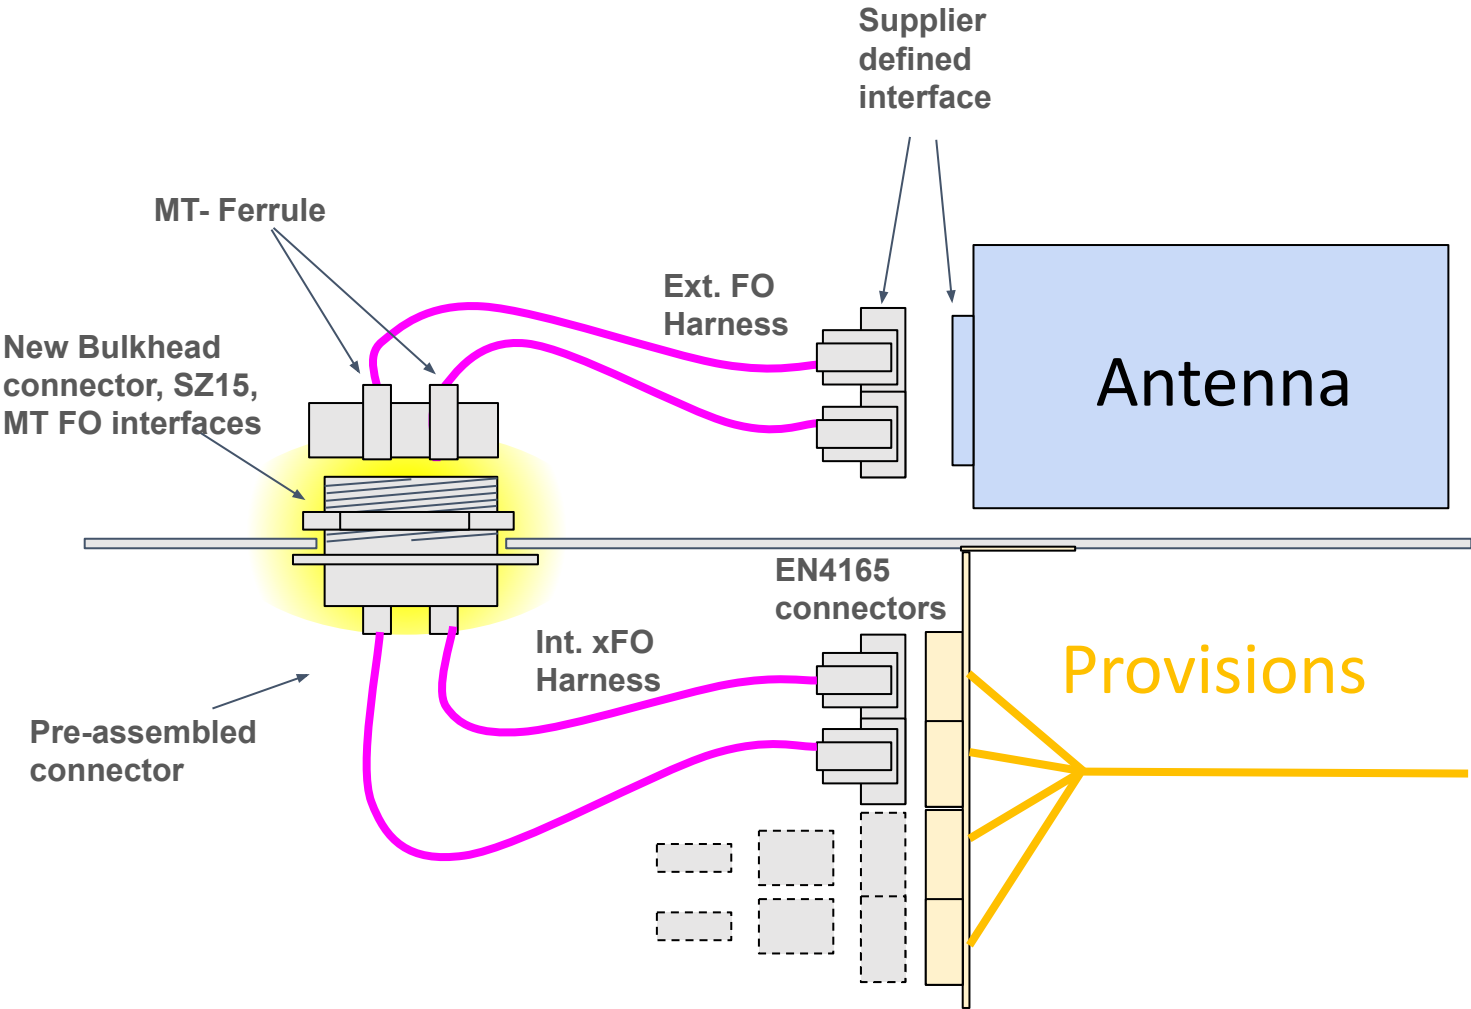 Supplier
defined
interface
MT- Ferrule
Ext. FO
Harness
New Bulkhead
connector, SZ15,
MT FO interfaces
Antenna
EN4165
connectors
Int. xFO
Harness
Provisions
Pre-assembled
connector